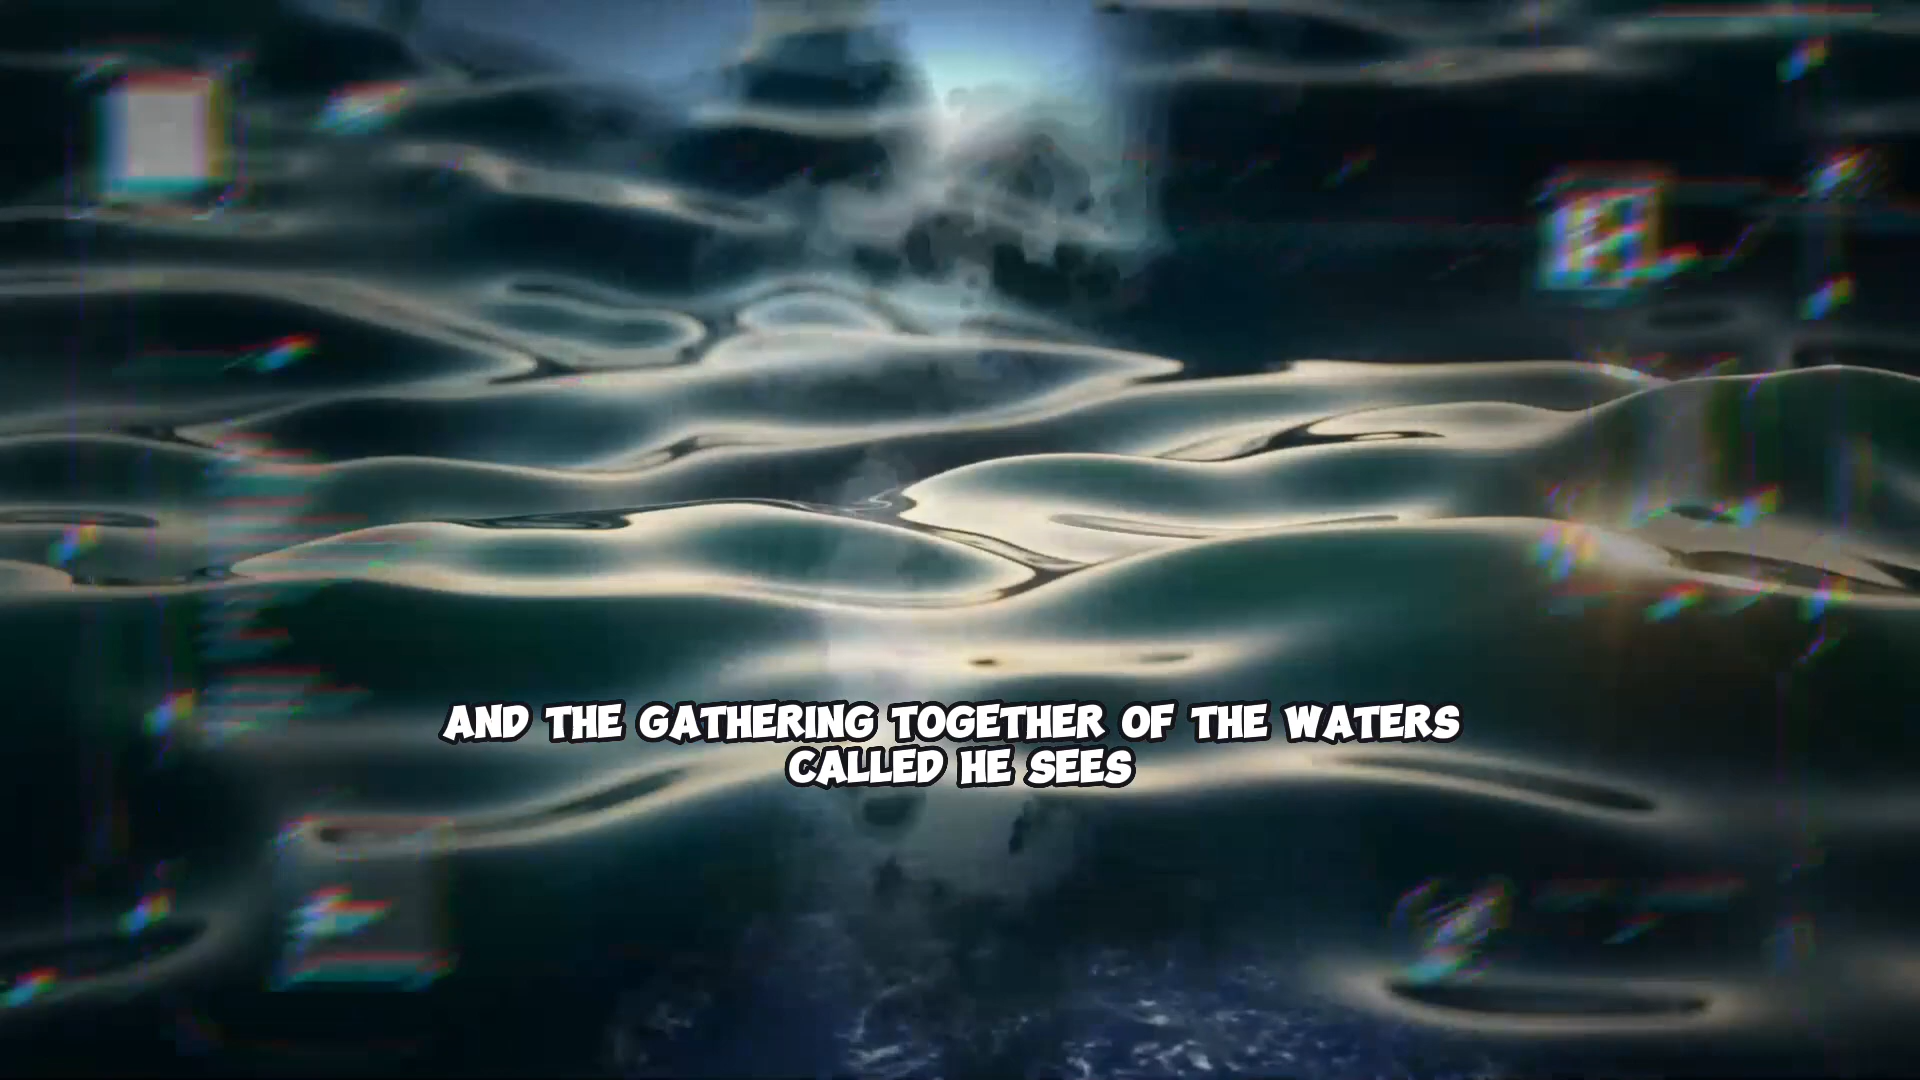 AND THE GATHERING TOGETHER OF THE WATERS
CALLED HE SEES